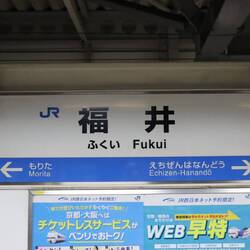 JR 福井
ふくい Fukui
もりた えちぜんはなんどう
Morita Echizen-Hanandō
JR西日本ネット予約限定!
京都・大阪へは
チケットレスサービスが
ベンリでおトク!
WEB早特